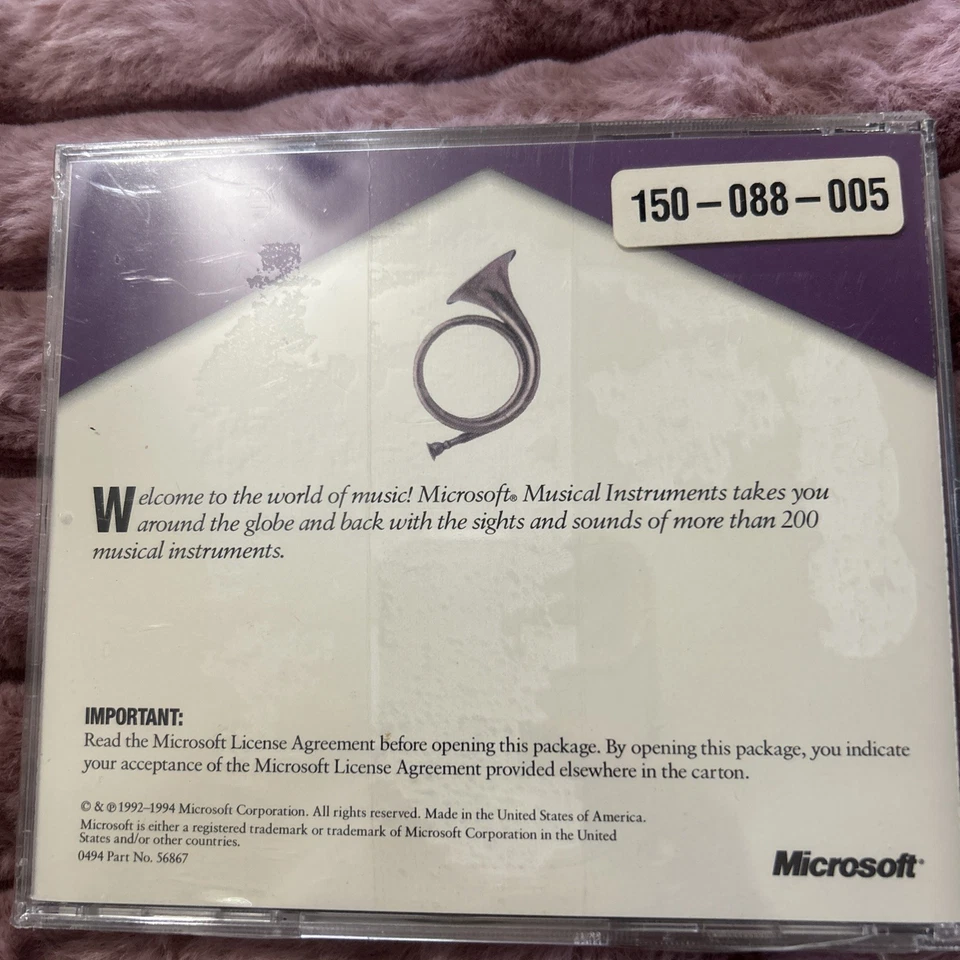 150-088-005
Welcome to the world of music! Microsoft® Musical Instruments takes you
around the globe and back with the sights and sounds of more than 200
musical instruments.
IMPORTANT:
Read the Microsoft License Agreement before opening this package. By opening this package, you indicate
your acceptance of the Microsoft License Agreement provided elsewhere in the carton.
© & ℗ 1992–1994 Microsoft Corporation. All rights reserved. Made in the United States of America.
Microsoft is either a registered trademark or trademark of Microsoft Corporation in the United
States and/or other countries.
0494 Part No. 56867
Microsoft®